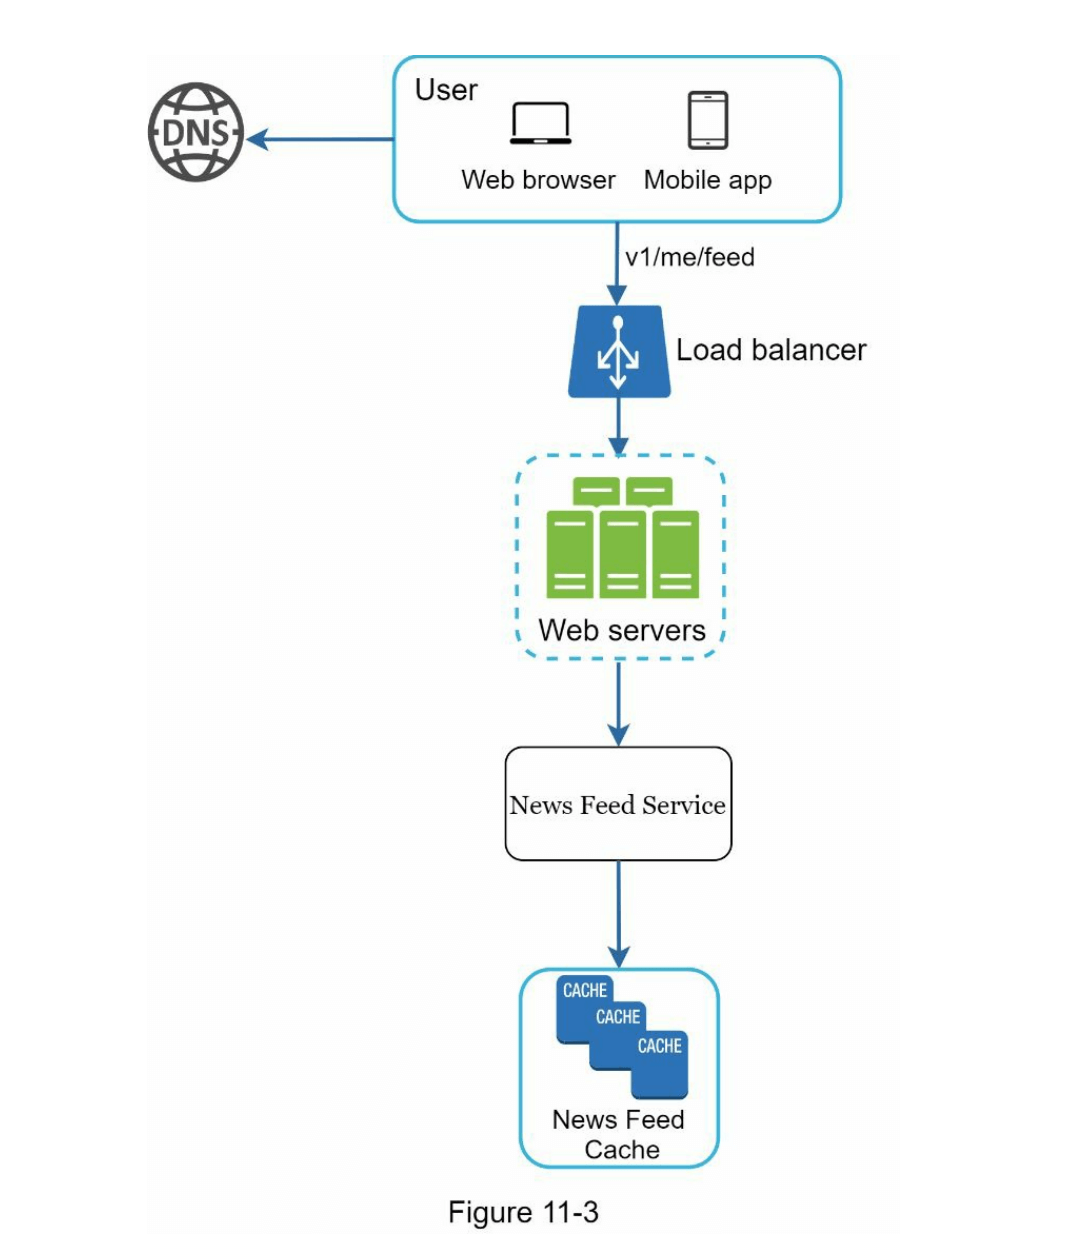 User
DNS
Web browser
Mobile app
v1/me/feed
Load balancer
Web servers
News Feed Service
CACHE
CACHE
CACHE
News Feed
Cache
Figure 11-3